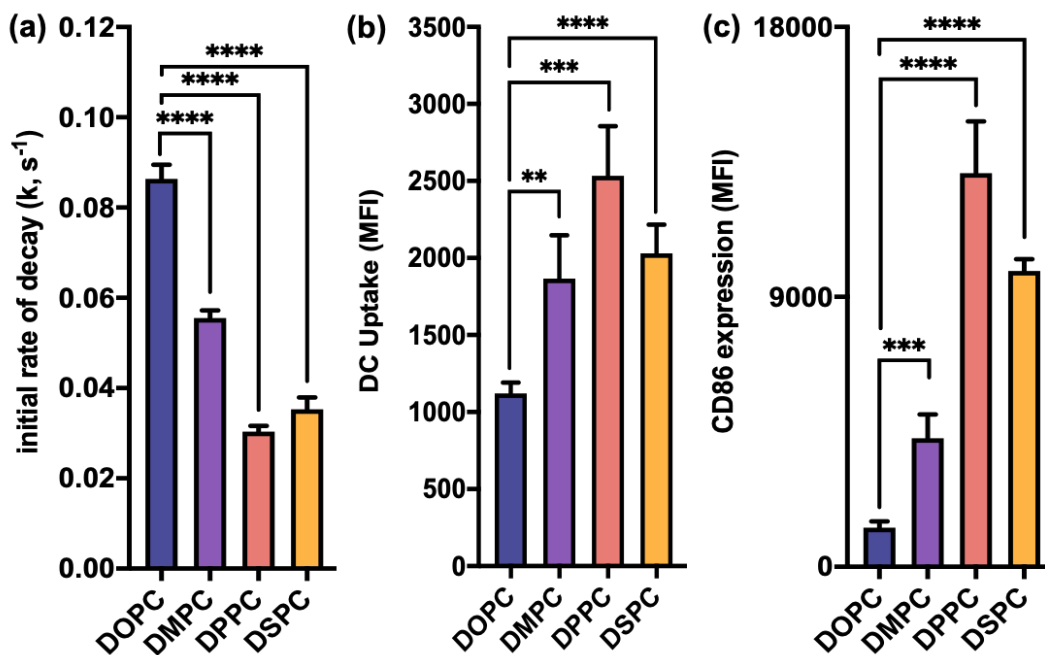 (a)
initial rate of decay (k, s⁻¹)
0.12
0.10
0.08
0.06
0.04
0.02
0.00
****
****
****
DOPC
DMPC
DPPC
DSPC
(b)
DC Uptake (MFI)
3500
3000
2500
2000
1500
1000
500
0
****
***
**
DOPC
DMPC
DPPC
DSPC
(c)
CD86 expression (MFI)
18000
9000
0
****
****
***
DOPC
DMPC
DPPC
DSPC